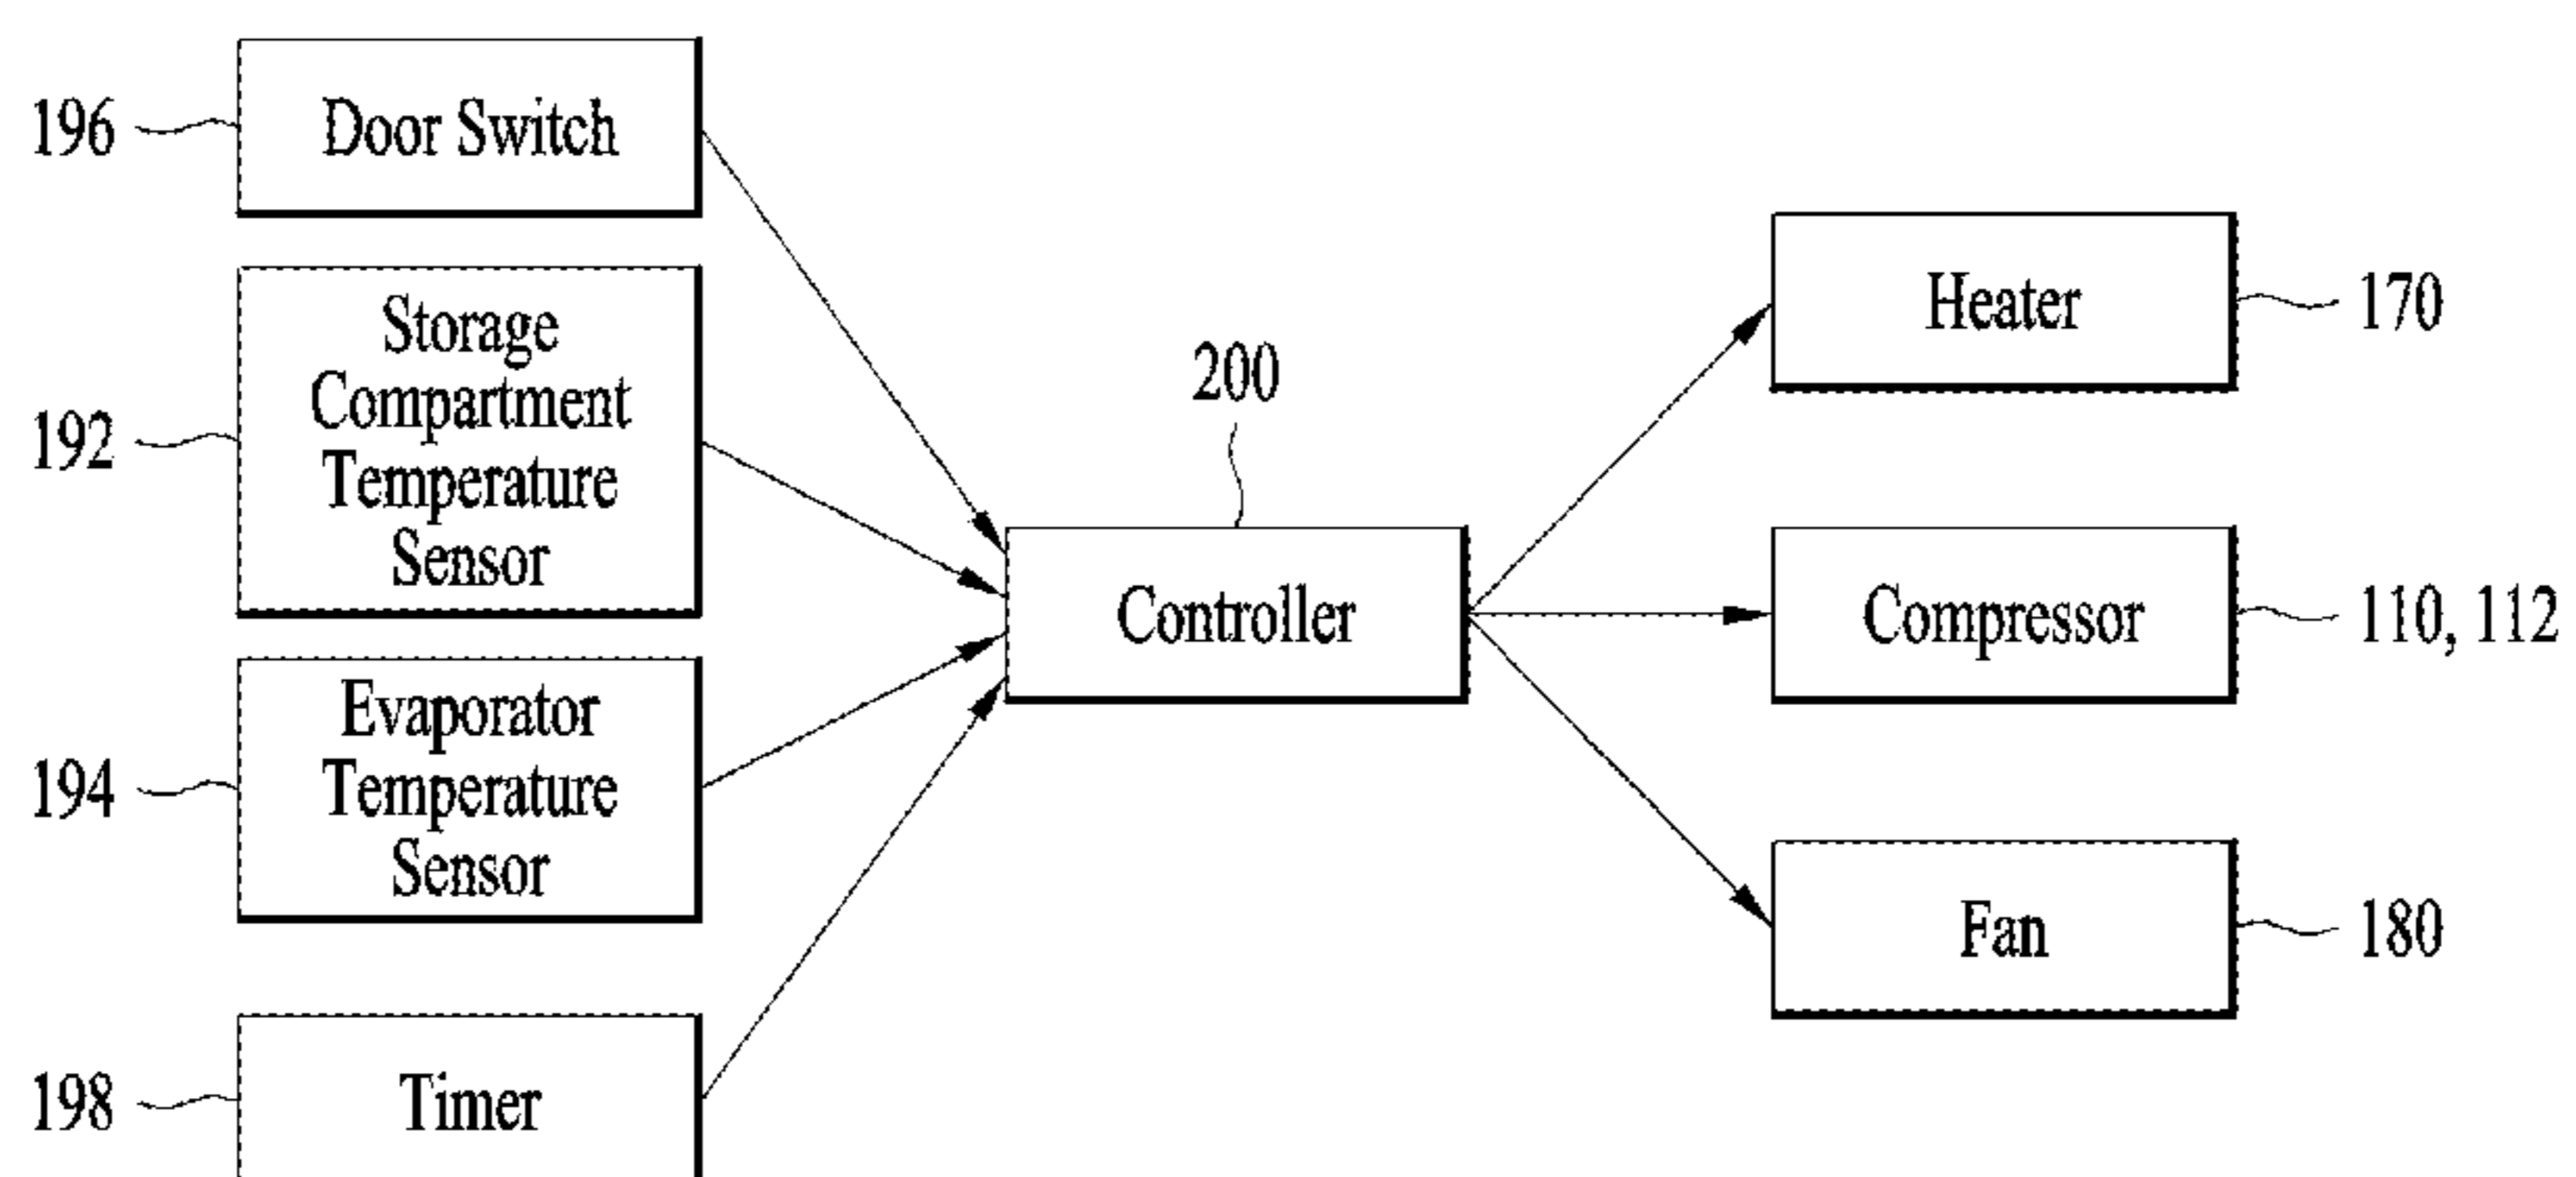 196
Door Switch
192
Storage
Compartment
Temperature
Sensor
194
Evaporator
Temperature
Sensor
198
Timer
200
Controller
Heater
170
Compressor
110, 112
Fan
180